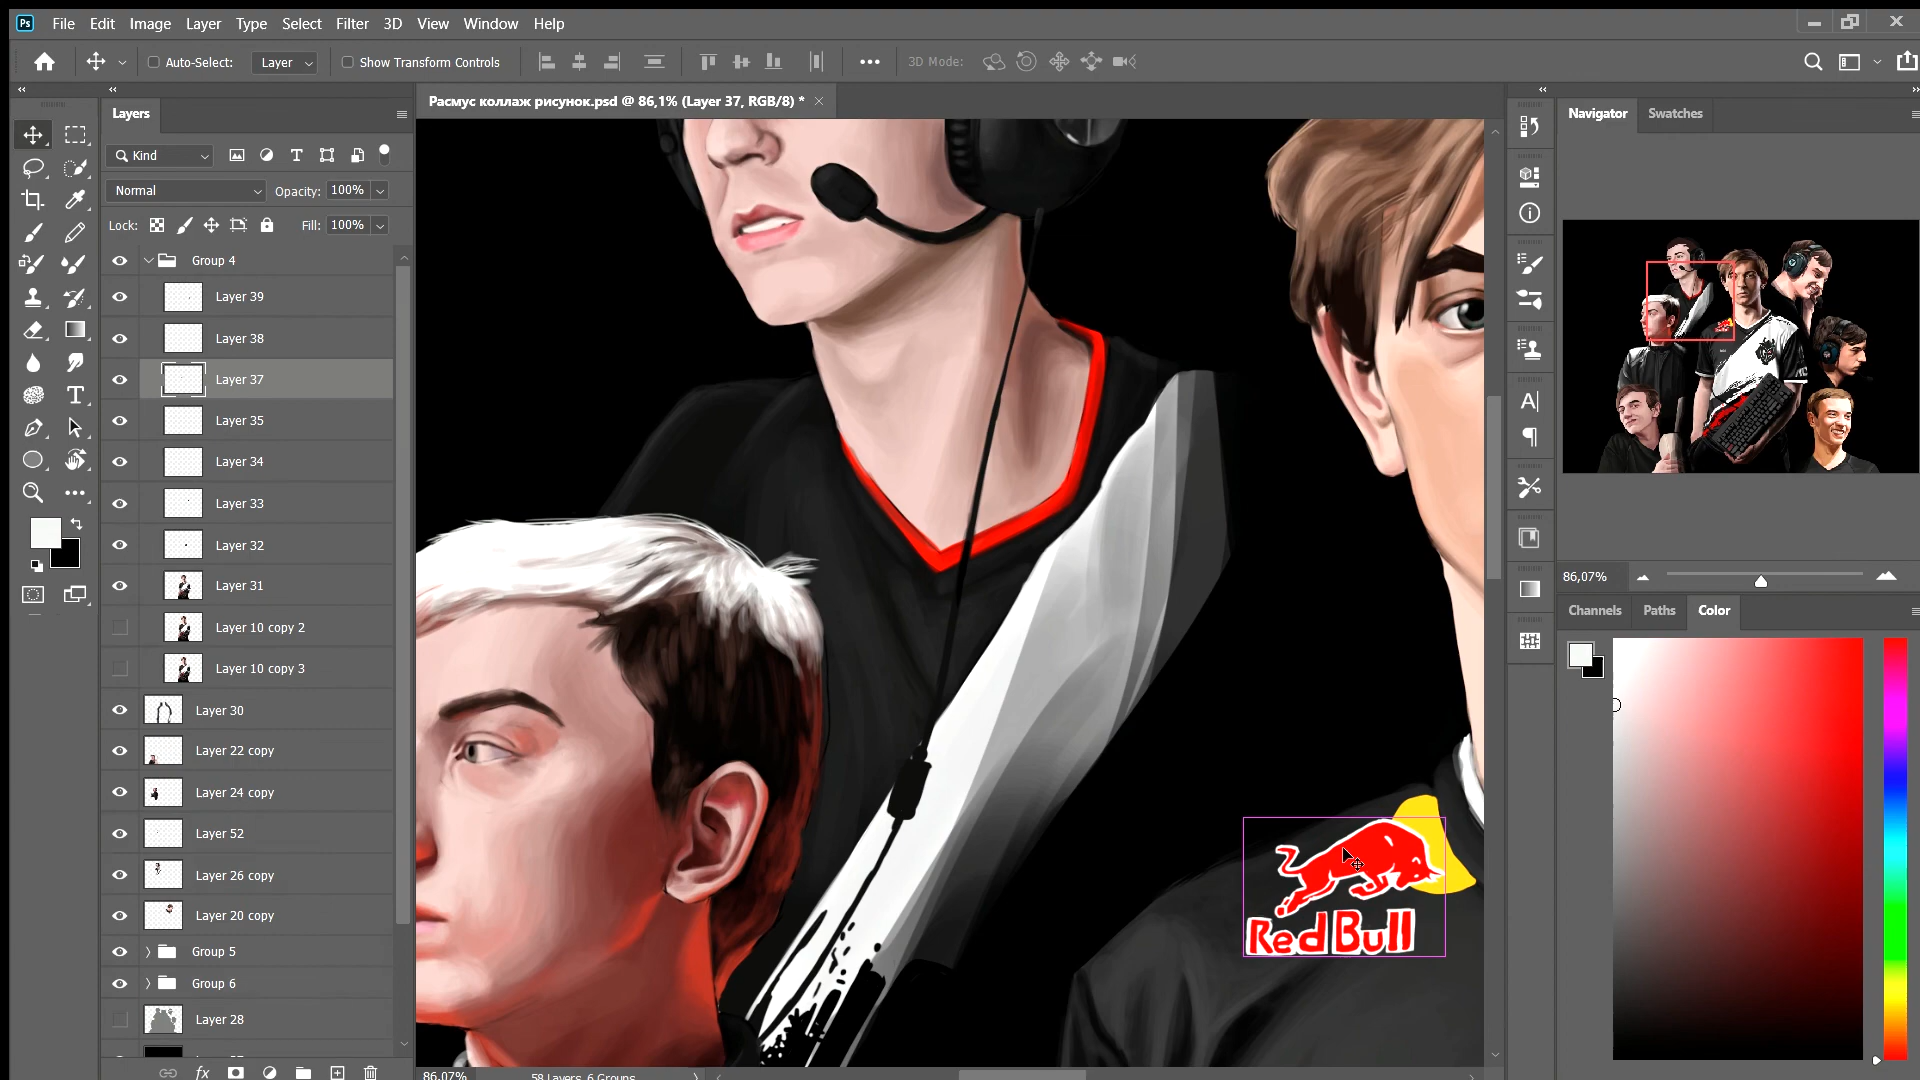 Ps File Edit Image Layer Type Select Filter 3D View Window Help
Auto-Select: Layer Show Transform Controls 3D Mode:
Layers
Расмус коллаж рисунок.psd @ 86,1% (Layer 37, RGB/8) *
Navigator Swatches
Kind
Normal Opacity: 100%
Lock: Fill: 100%
Group 4
Layer 39
Layer 38
Layer 37
Layer 35
Layer 34
Layer 33
Layer 32
Layer 31
Layer 10 copy 2
Layer 10 copy 3
Layer 30
Layer 22 copy
Layer 24 copy
Layer 52
Layer 26 copy
Layer 20 copy
Group 5
Group 6
Layer 28
fx
Red Bull
86,07%
Channels Paths Color
86,07% 58 Layers, 6 Groups